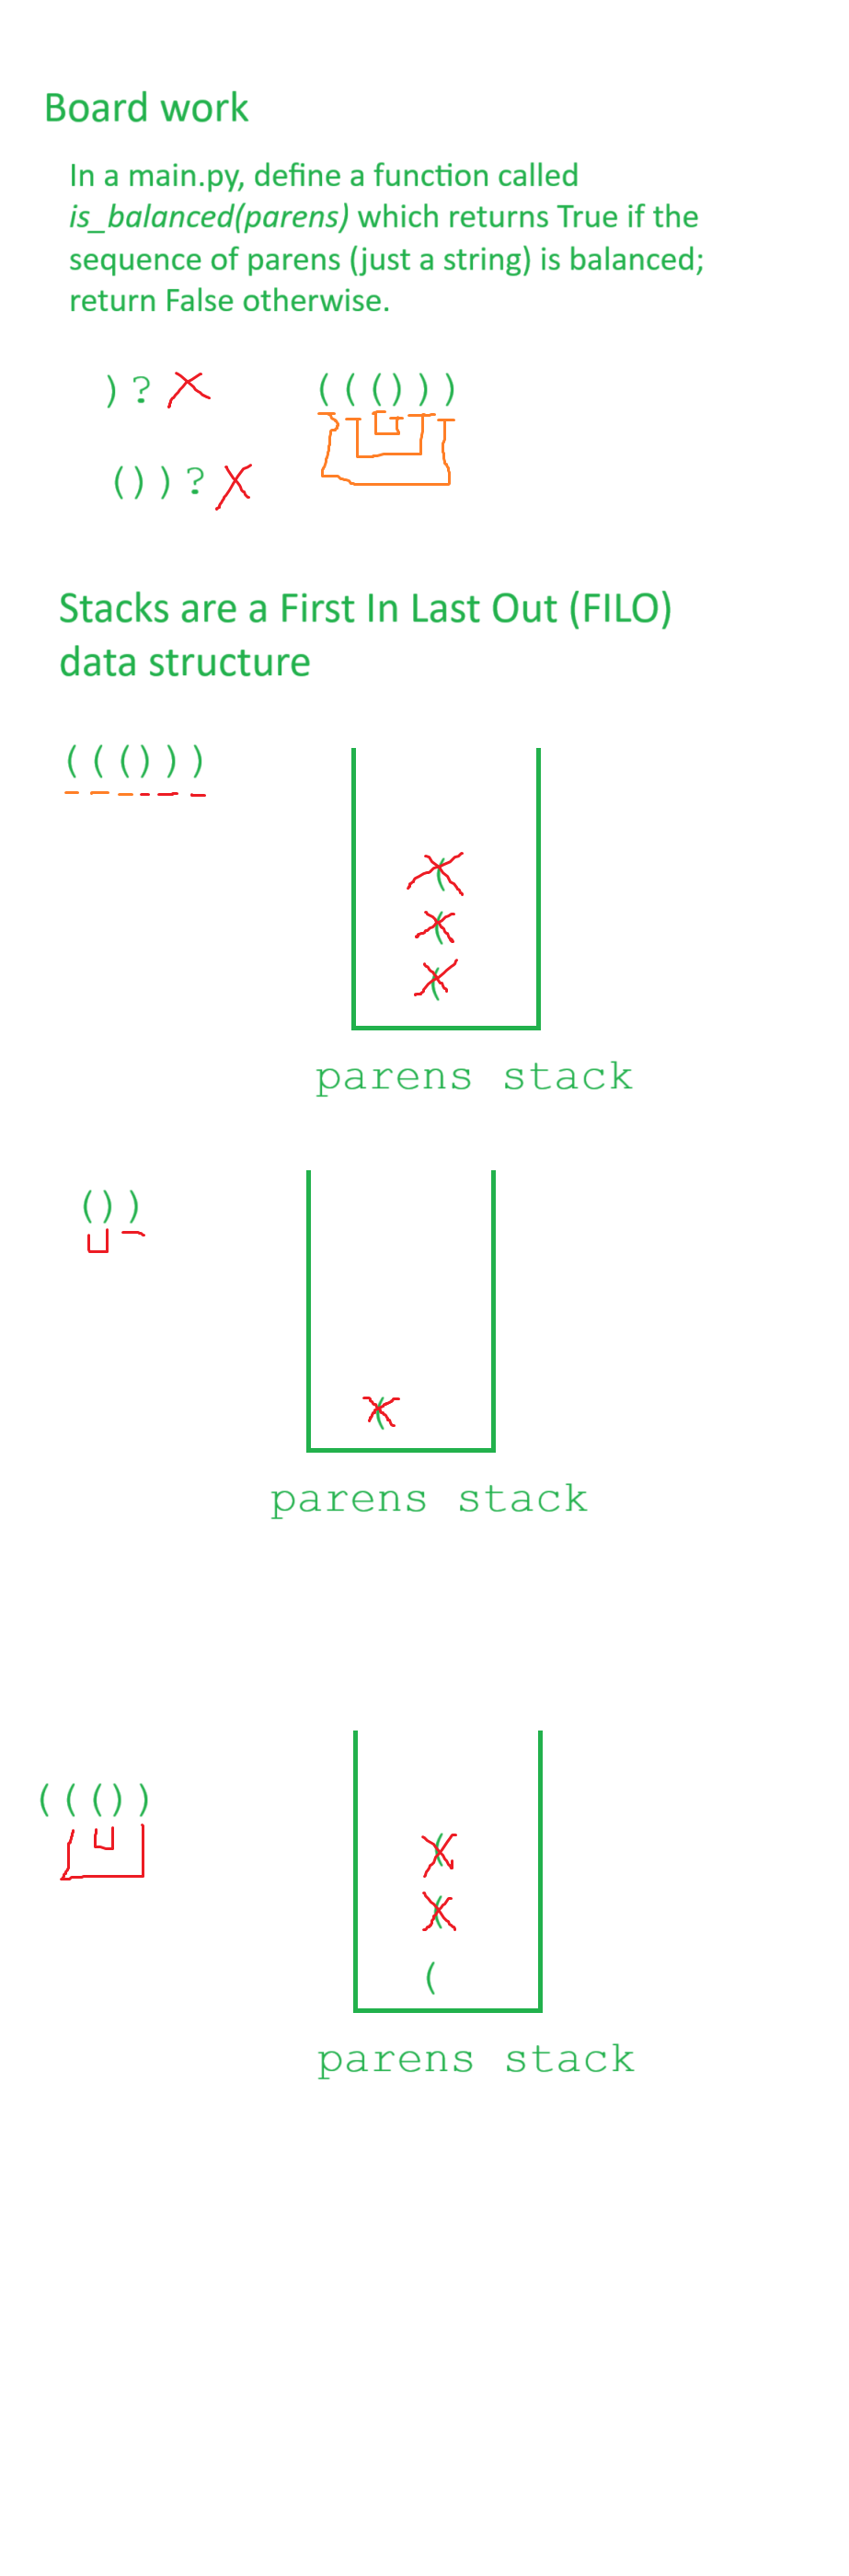 Board work
In a main.py, define a function called
is_balanced(parens) which returns True if the
sequence of parens (just a string) is balanced;
return False otherwise.
)? X
((()))
())? X
Stacks are a First In Last Out (FILO)
data structure
((()))
(
(
(
parens stack
())
(
parens stack
((())
(
(
(
parens stack